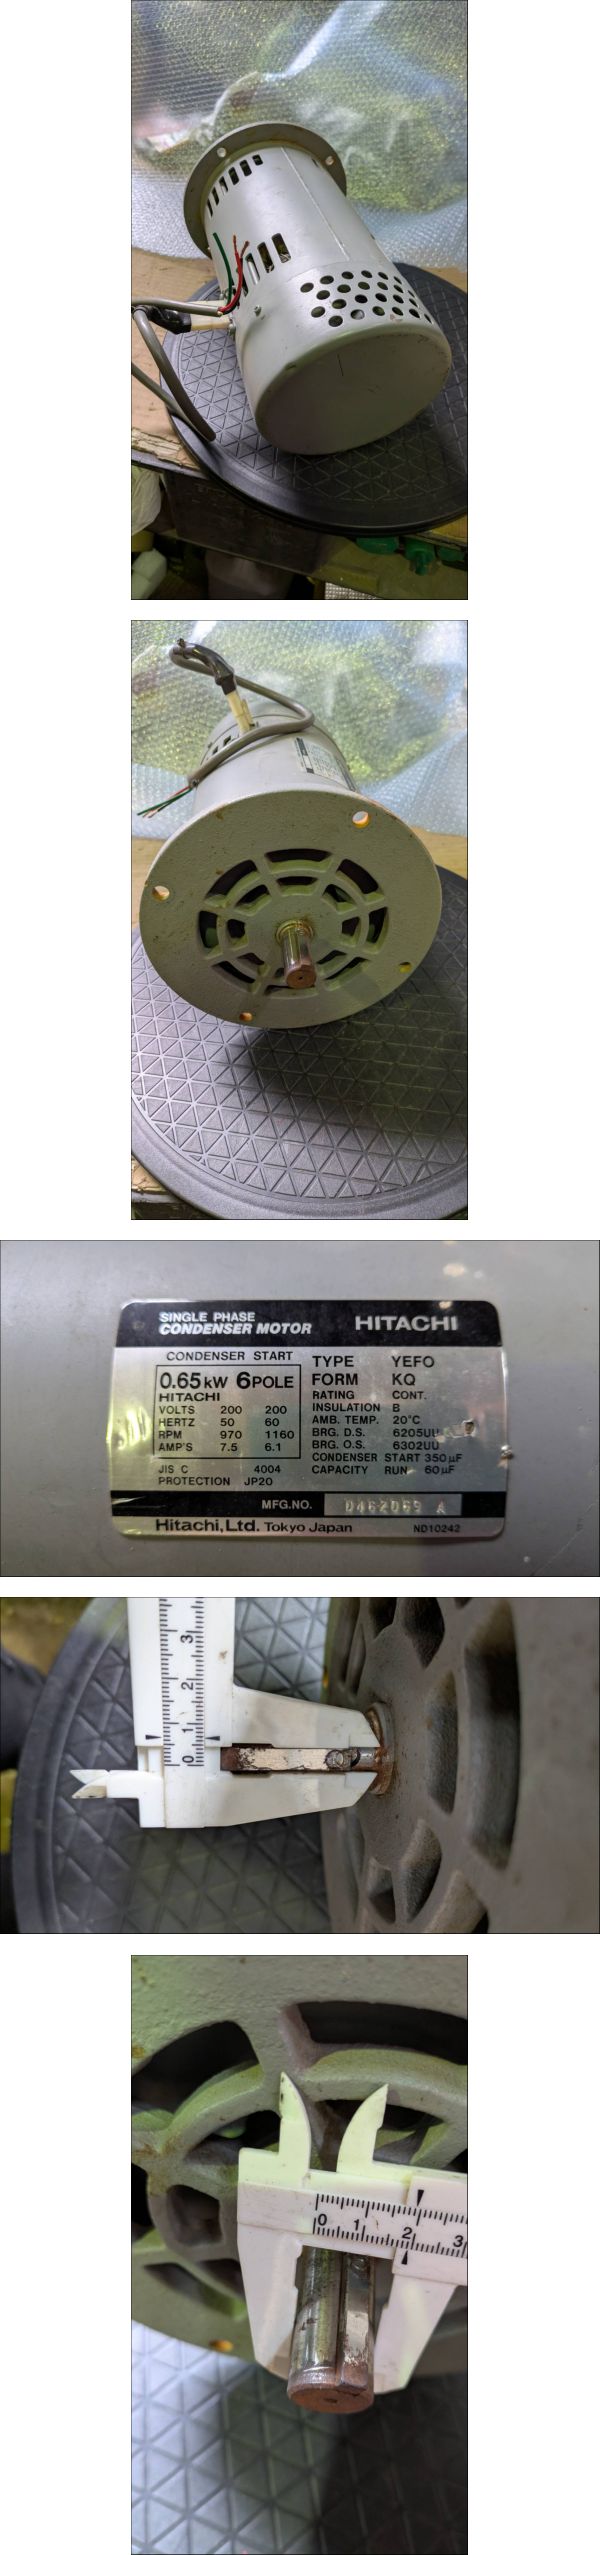 SINGLE PHASE
CONDENSER MOTOR HITACHI
CONDENSER START
0.65KW 6POLE
HITACHI
VOLTS 200 200
HERTZ 50 60
RPM 970 1160
AMP'S 7.5 6.1
JIS C 4004
PROTECTION JP20
TYPE YEFO
FORM KQ
RATING CONT.
INSULATION B
AMB. TEMP. 20°C
BRG. D.S. 6205UU
BRG. O.S. 6302UU
CONDENSER START 350µF
CAPACITY RUN 60µF
MFG.NO. 0462069 A
Hitachi, Ltd. Tokyo Japan ND10242
0 1 2 3
0 1 2 3